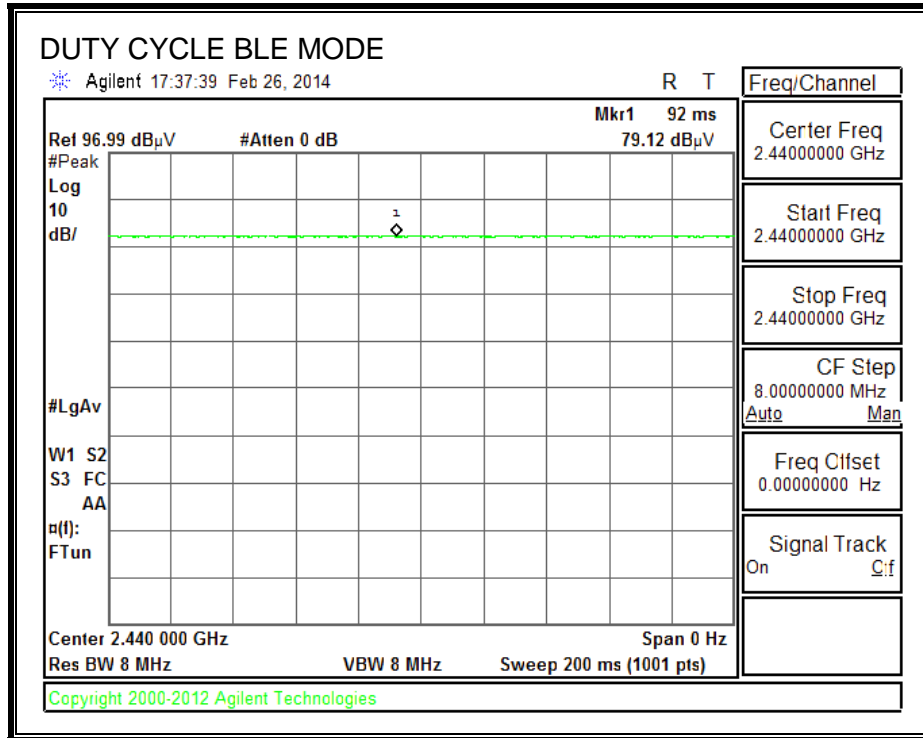 DUTY CYCLE BLE MODE
Agilent 17:37:39 Feb 26, 2014 R T
Mkr1 92 ms
Ref 96.99 dBµV #Atten 0 dB 79.12 dBµV
#Peak
Log
10
dB/
1
#LgAv
W1 S2
S3 FC
AA
¤(f):
FTun
Center 2.440 000 GHz Span 0 Hz
Res BW 8 MHz VBW 8 MHz Sweep 200 ms (1001 pts)
Copyright 2000-2012 Agilent Technologies
Freq/Channel
Center Freq
2.44000000 GHz
Start Freq
2.44000000 GHz
Stop Freq
2.44000000 GHz
CF Step
8.00000000 MHz
Auto Man
Freq Offset
0.00000000 Hz
Signal Track
On Off